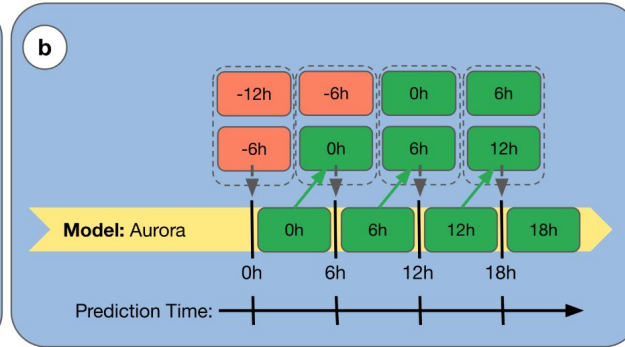 b
-12h -6h 0h 6h
-6h 0h 6h 12h
Model: Aurora 0h 6h 12h 18h
0h 6h 12h 18h
Prediction Time: